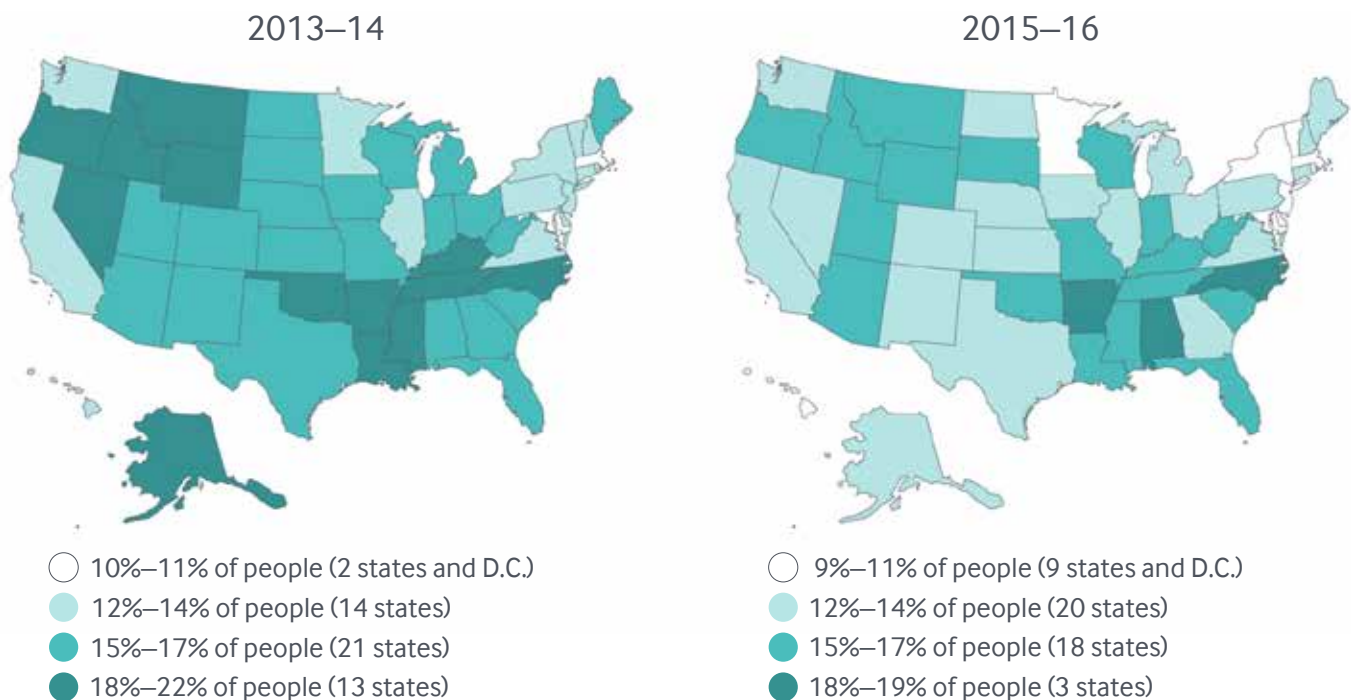 2013–14
10%–11% of people (2 states and D.C.)
12%–14% of people (14 states)
15%–17% of people (21 states)
18%–22% of people (13 states)
2015–16
9%–11% of people (9 states and D.C.)
12%–14% of people (20 states)
15%–17% of people (18 states)
18%–19% of people (3 states)